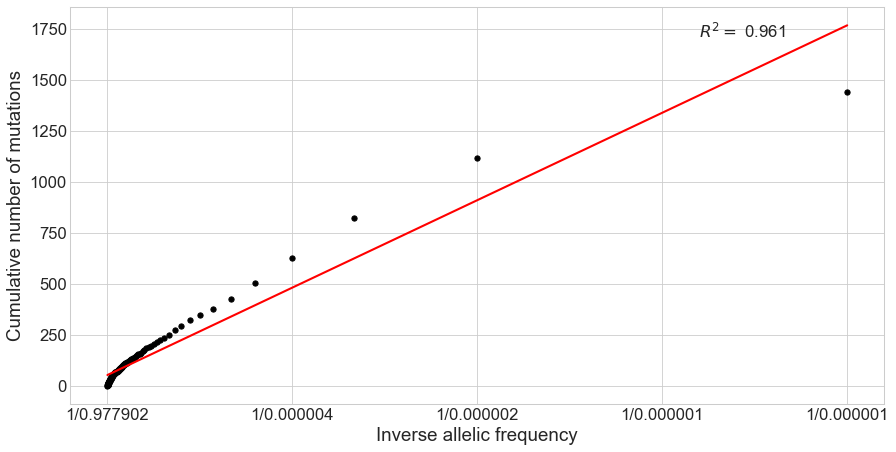 R² = 0.961
1750
1500
1250
1000
750
500
250
0
Cumulative number of mutations
1/0.977902 1/0.000004 1/0.000002 1/0.000001 1/0.000001
Inverse allelic frequency